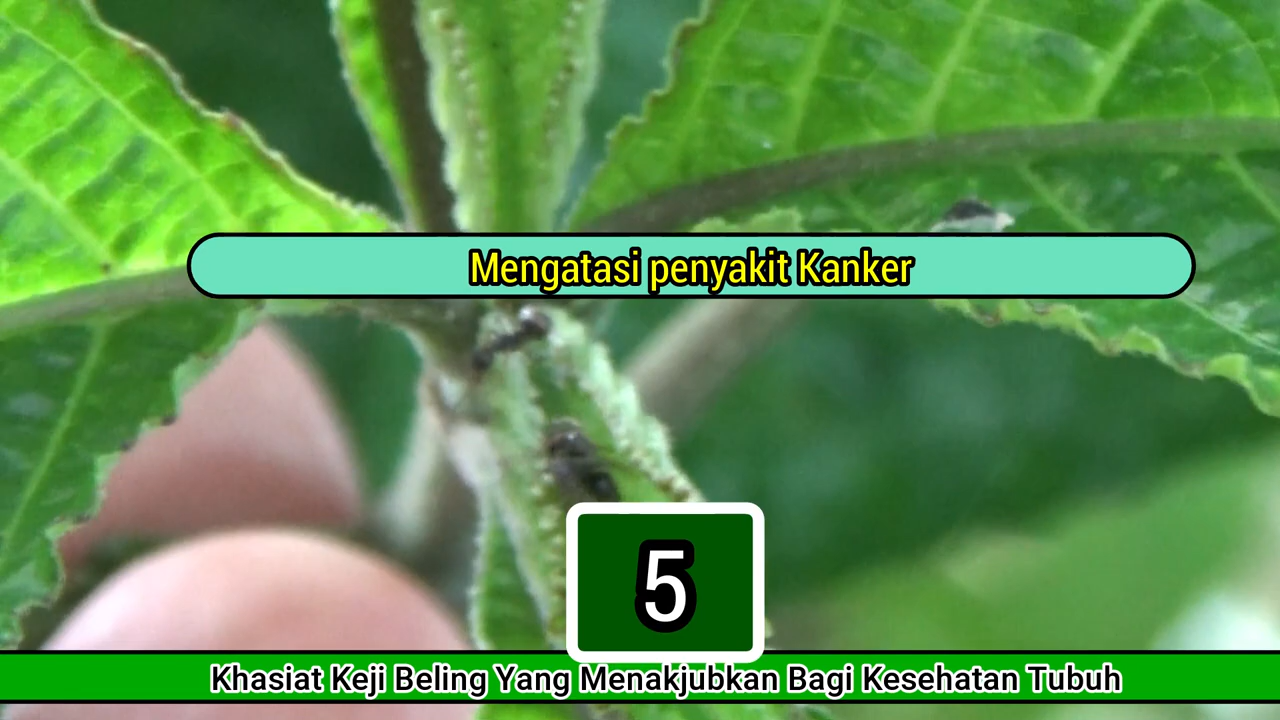 Mengatasi penyakit Kanker
5
Khasiat Keji Beling Yang Menakjubkan Bagi Kesehatan Tubuh